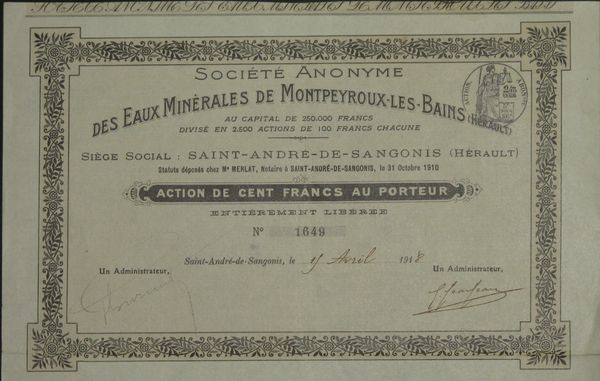 SOCIÉTÉ ANONYME
DES EAUX MINÉRALES DE MONTPEYROUX-LES-BAINS (HÉRAULT)
AU CAPITAL DE 250.000 FRANCS
DIVISÉ EN 2.500 ACTIONS DE 100 FRANCS CHACUNE
SIÈGE SOCIAL : SAINT-ANDRÉ-DE-SANGONIS (HÉRAULT)
Statuts déposés chez Me MERLAT, Notaire à SAINT-ANDRÉ-DE-SANGONIS, le 31 Octobre 1910
ACTION DE CENT FRANCS AU PORTEUR
ENTIÈREMENT LIBÉRÉE
No 1649
Saint-André-de-Sangonis, le 15 Avril 1918
Un Administrateur,
Un Administrateur,